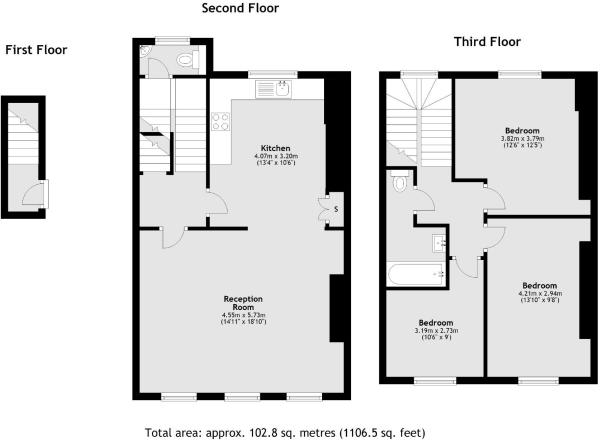 First Floor
Second Floor
Third Floor
Kitchen
4.07m x 3.20m
(13'4" x 10'6")
S
Reception
Room
4.55m x 5.73m
(14'11" x 18'10")
Bedroom
3.82m x 3.79m
(12'6" x 12'5")
Bedroom
4.21m x 2.94m
(13'10" x 9'8")
Bedroom
3.19m x 2.73m
(10'6" x 9')
Total area: approx. 102.8 sq. metres (1106.5 sq. feet)